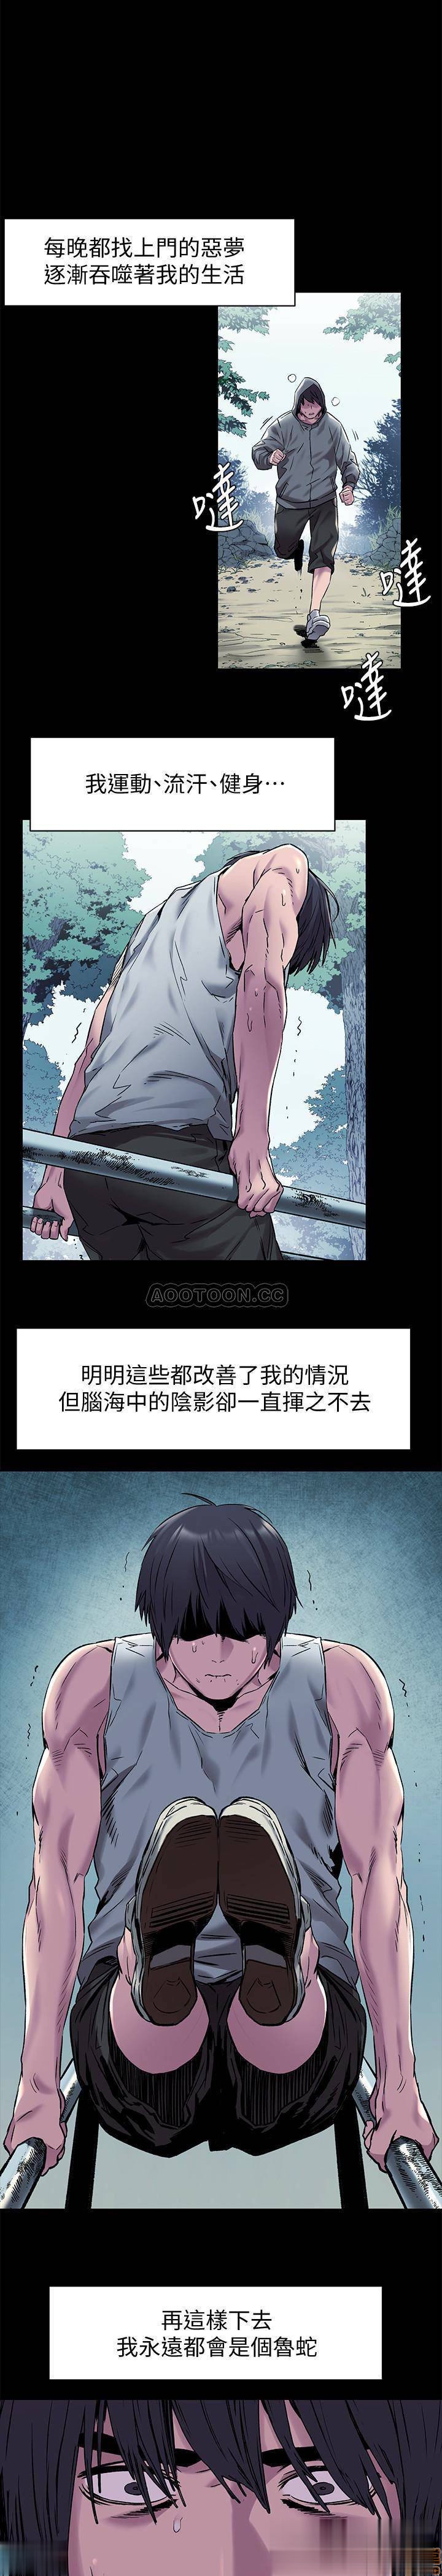 每晚都找上門的惡夢
逐漸吞噬著我的生活
噠
噠
噠
我運動、流汗、健身…
AOOTOON.CC
明明這些都改善了我的情況
但腦海中的陰影卻一直揮之不去
再這樣下去
我永遠都會是個魯蛇